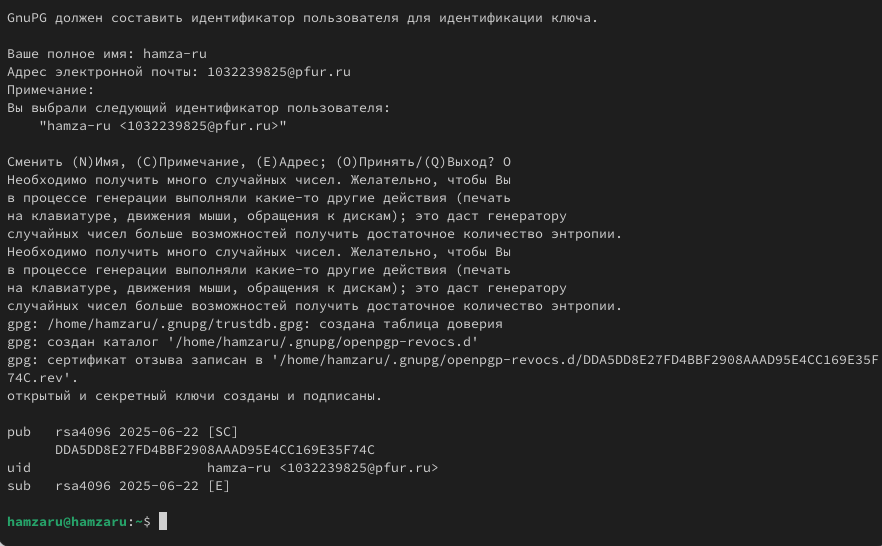 GnuPG должен составить идентификатор пользователя для идентификации ключа.
Ваше полное имя: hamza-ru
Адрес электронной почты: 1032239825@pfur.ru
Примечание:
Вы выбрали следующий идентификатор пользователя:
    "hamza-ru <1032239825@pfur.ru>"
Сменить (N)Имя, (C)Примечание, (E)Адрес; (O)Принять/(Q)Выход? O
Необходимо получить много случайных чисел. Желательно, чтобы Вы
в процессе генерации выполняли какие-то другие действия (печать
на клавиатуре, движения мыши, обращения к дискам); это даст генератору
случайных чисел больше возможностей получить достаточное количество энтропии.
Необходимо получить много случайных чисел. Желательно, чтобы Вы
в процессе генерации выполняли какие-то другие действия (печать
на клавиатуре, движения мыши, обращения к дискам); это даст генератору
случайных чисел больше возможностей получить достаточное количество энтропии.
gpg: /home/hamzaru/.gnupg/trustdb.gpg: создана таблица доверия
gpg: создан каталог '/home/hamzaru/.gnupg/openpgp-revocs.d'
gpg: сертификат отзыва записан в '/home/hamzaru/.gnupg/openpgp-revocs.d/DDA5DD8E27FD4BBF2908AAAD95E4CC169E35F
74C.rev'.
открытый и секретный ключи созданы и подписаны.
pub   rsa4096 2025-06-22 [SC]
      DDA5DD8E27FD4BBF2908AAAD95E4CC169E35F74C
uid                      hamza-ru <1032239825@pfur.ru>
sub   rsa4096 2025-06-22 [E]
hamzaru@hamzaru:~$